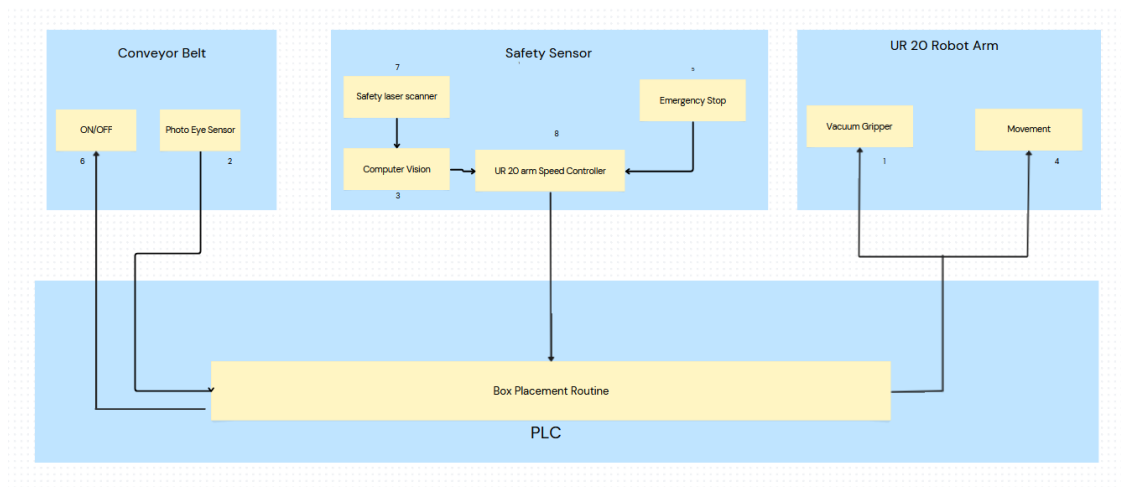 Conveyor Belt
Safety Sensor
UR 20 Robot Arm
7
Safety laser scanner
5
Emergency Stop
ON/OFF
Photo Eye Sensor
6
2
8
Computer Vision
3
UR 20 arm Speed Controller
Vacuum Gripper
1
Movement
4
Box Placement Routine
PLC